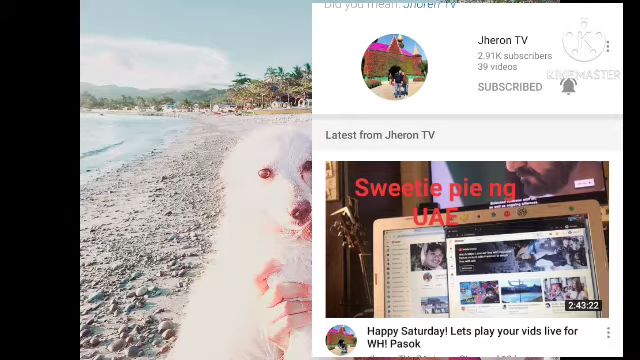 Did you mean: Jhoren TV
Jheron TV
2.91K subscribers
39 videos
SUBSCRIBED
KINEMASTER
Latest from Jheron TV
Sweetie pie ng
UAE
2:43:22
Happy Saturday! Lets play your vids live for
WH! Pasok